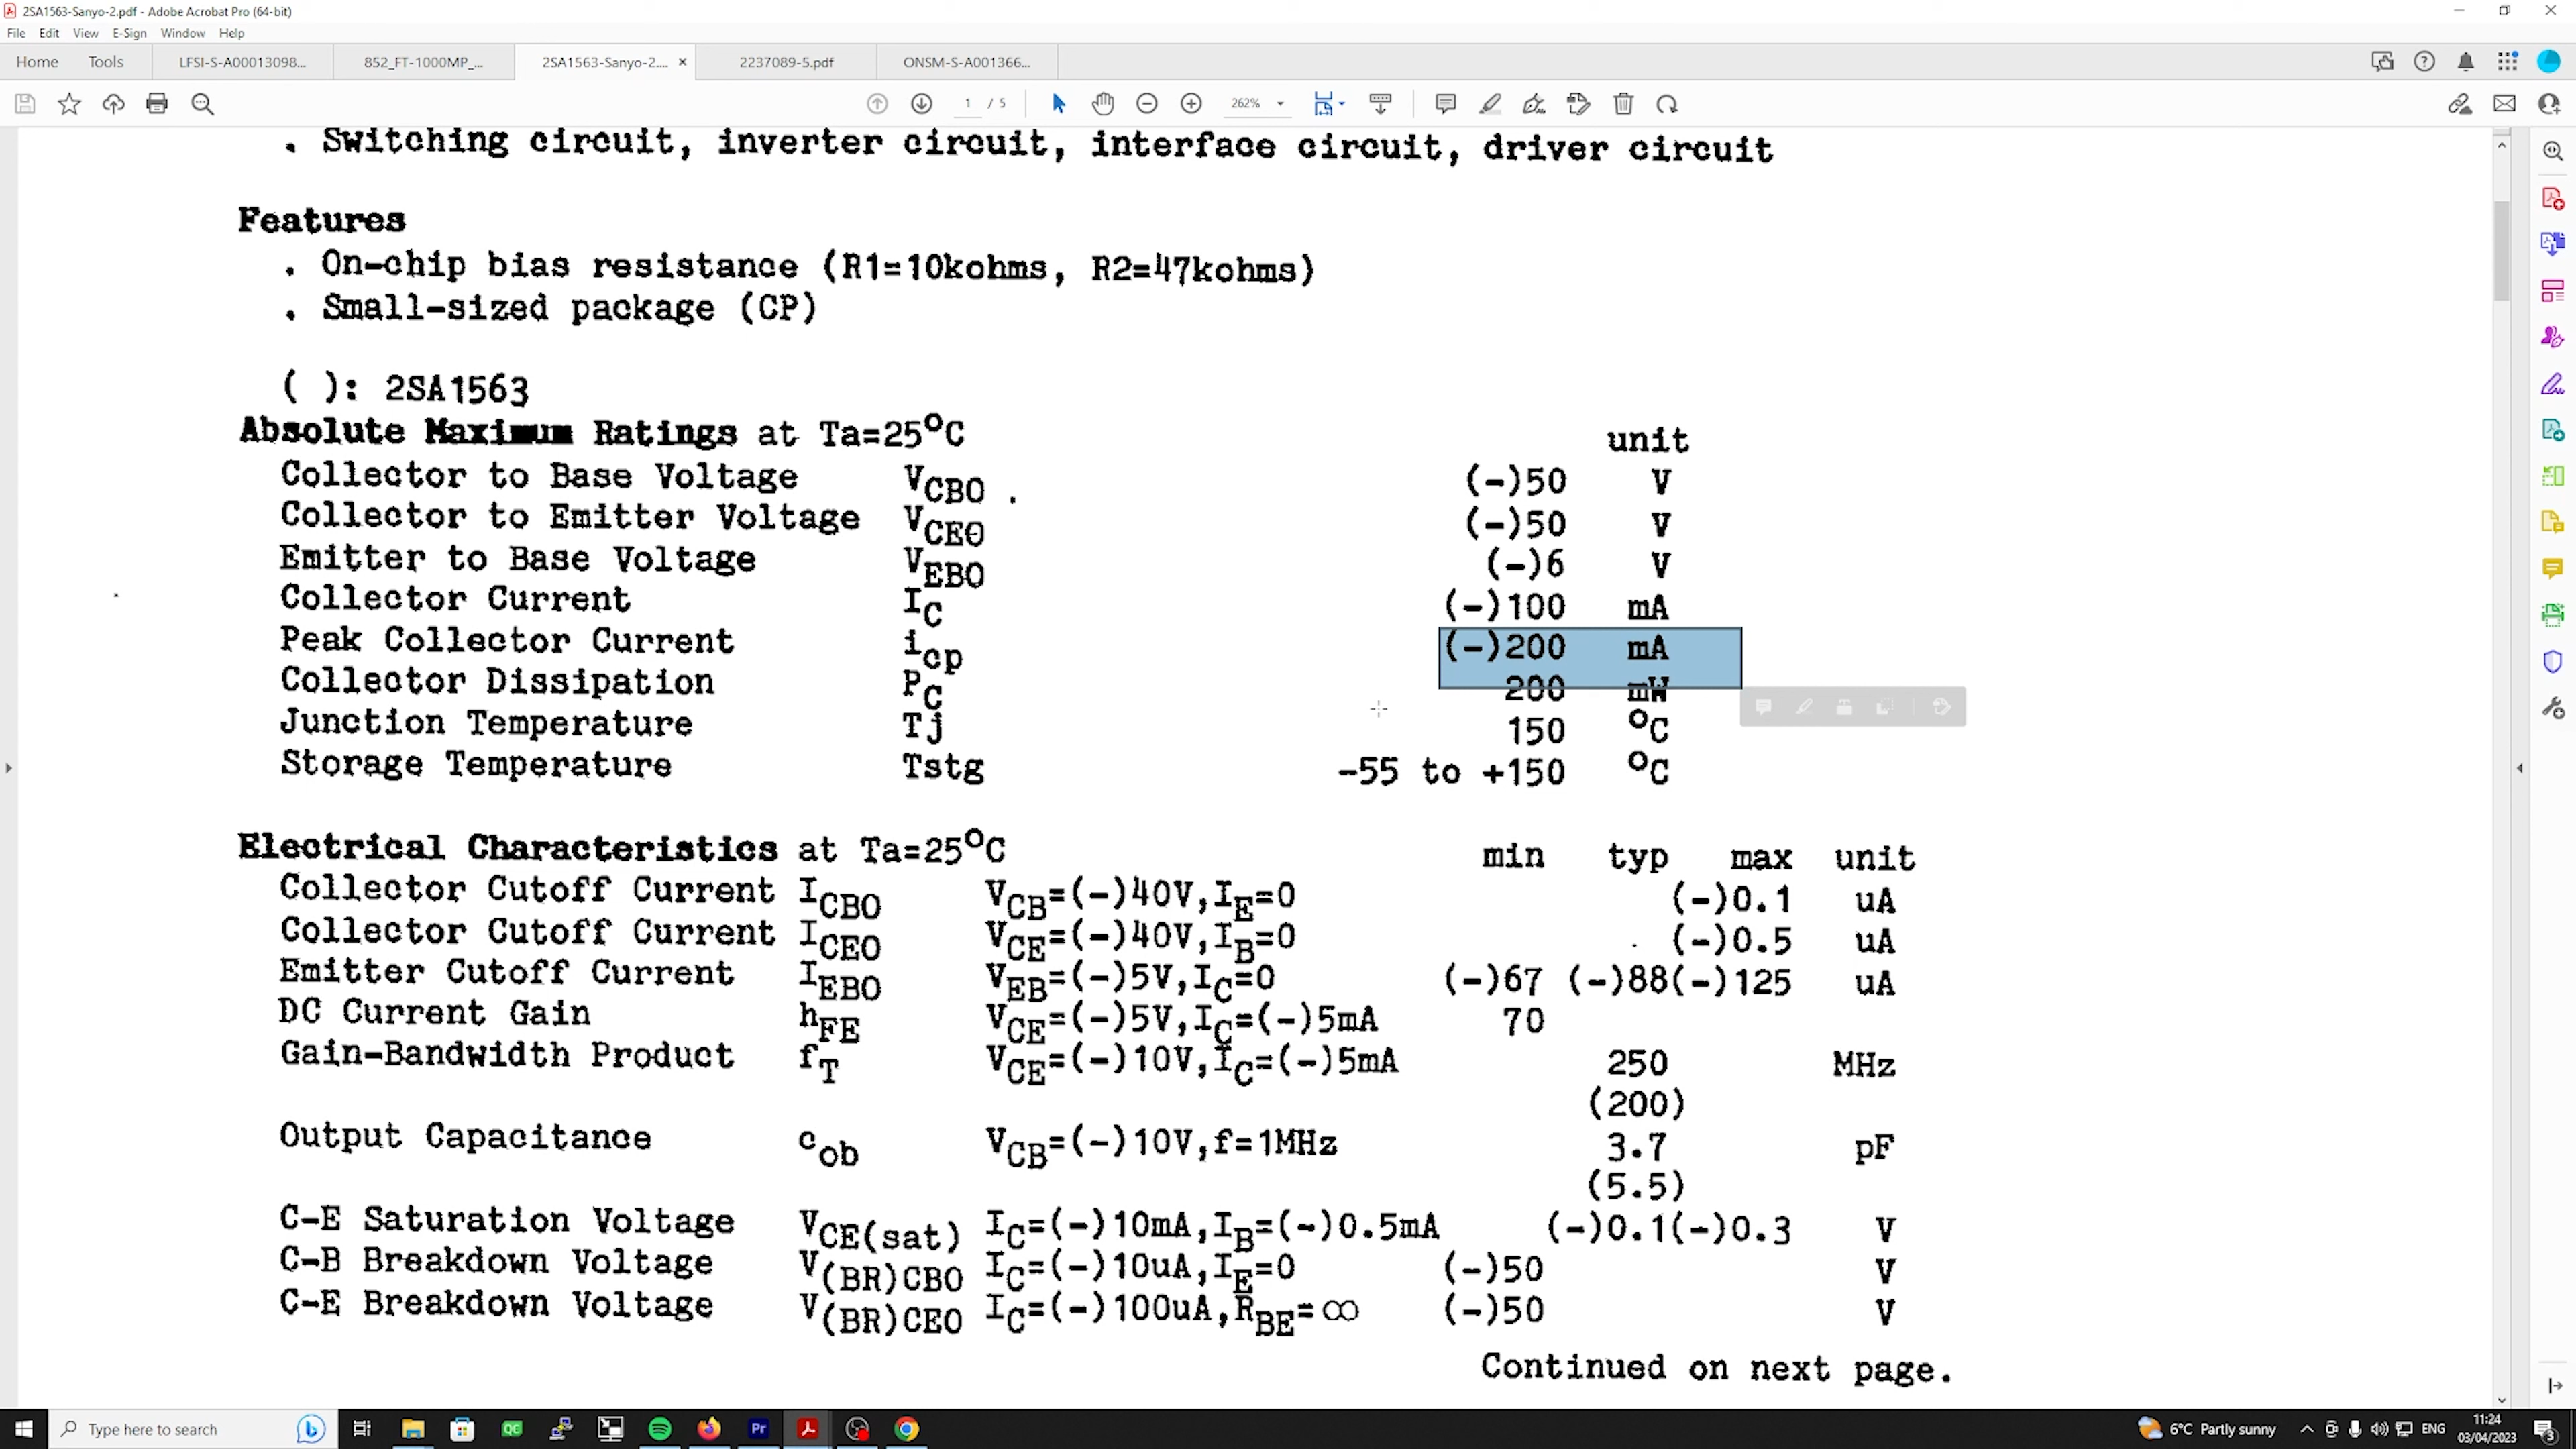 2SA1563-Sanyo-2.pdf - Adobe Acrobat Pro (64-bit)
File Edit View E-Sign Window Help
Home Tools LFSI-S-A00013098... 852_FT-1000MP_... 2SA1563-Sanyo-2.... × 2237089-5.pdf ONSM-S-A001366...
1 / 5 262%
. Switching circuit, inverter circuit, interface circuit, driver circuit
Features
. On-chip bias resistance (R1=10kohms, R2=47kohms)
. Small-sized package (CP)
( ): 2SA1563
Absolute Maximum Ratings at Ta=25°C unit
Collector to Base Voltage VCBO (-)50 V
Collector to Emitter Voltage VCEO (-)50 V
Emitter to Base Voltage VEBO (-)6 V
Collector Current IC (-)100 mA
Peak Collector Current icp (-)200 mA
Collector Dissipation PC 200 mW
Junction Temperature Tj 150 °C
Storage Temperature Tstg -55 to +150 °C
Electrical Characteristics at Ta=25°C min typ max unit
Collector Cutoff Current ICBO VCB=(-)40V,IE=0 (-)0.1 uA
Collector Cutoff Current ICEO VCE=(-)40V,IB=0 (-)0.5 uA
Emitter Cutoff Current IEBO VEB=(-)5V,IC=0 (-)67 (-)88(-)125 uA
DC Current Gain hFE VCE=(-)5V,IC=(-)5mA 70
Gain-Bandwidth Product fT VCE=(-)10V,IC=(-)5mA 250 MHz
(200)
Output Capacitance cob VCB=(-)10V,f=1MHz 3.7 pF
(5.5)
C-E Saturation Voltage VCE(sat) IC=(-)10mA,IB=(-)0.5mA (-)0.1(-)0.3 V
C-B Breakdown Voltage V(BR)CBO IC=(-)10uA,IE=0 (-)50 V
C-E Breakdown Voltage V(BR)CEO IC=(-)100uA,RBE=∞ (-)50 V
Continued on next page.
Type here to search QC Pr 6°C Partly sunny ENG 11:24
03/04/2023 3